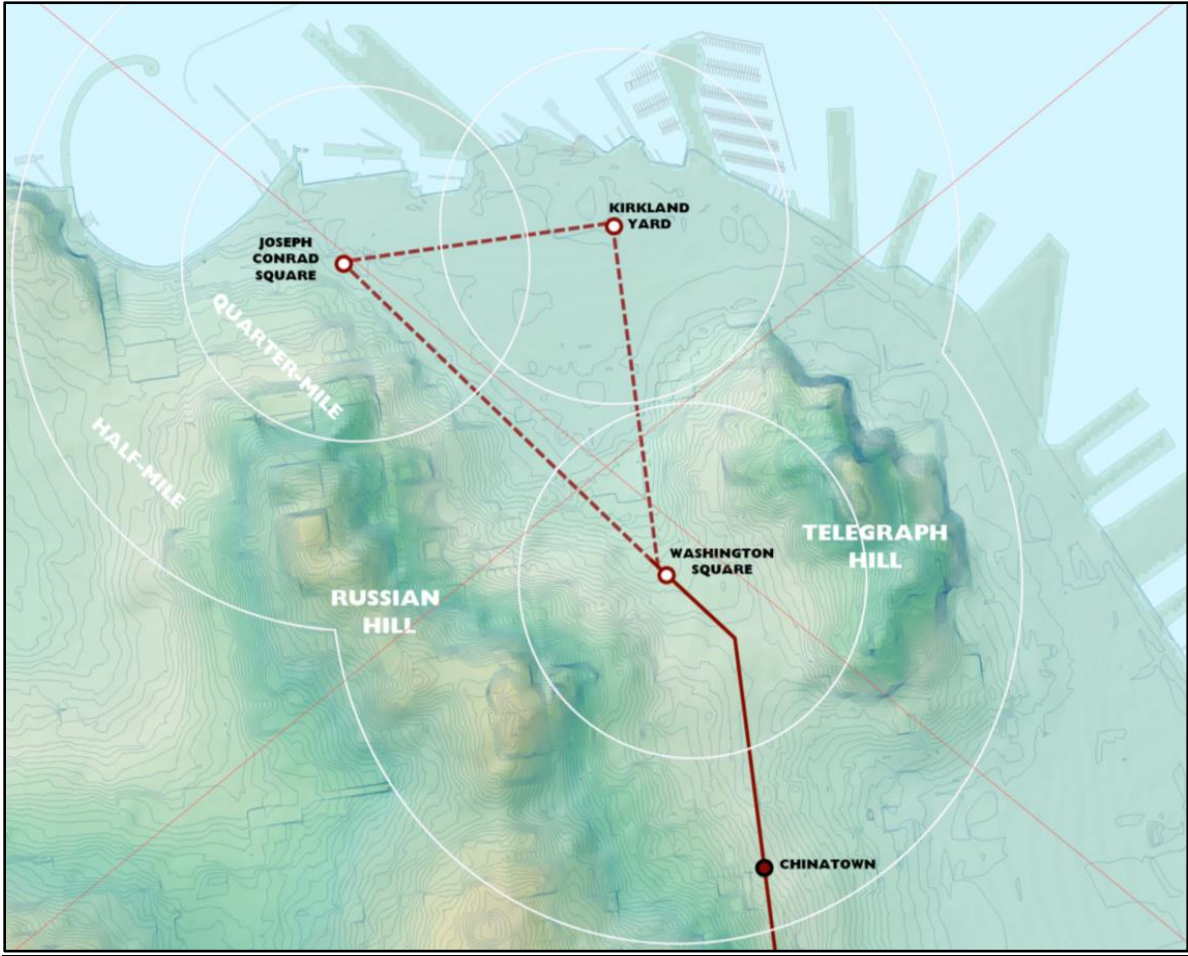 KIRKLAND
YARD
JOSEPH
CONRAD
SQUARE
QUARTER-MILE
HALF-MILE
TELEGRAPH
HILL
WASHINGTON
SQUARE
RUSSIAN
HILL
CHINATOWN